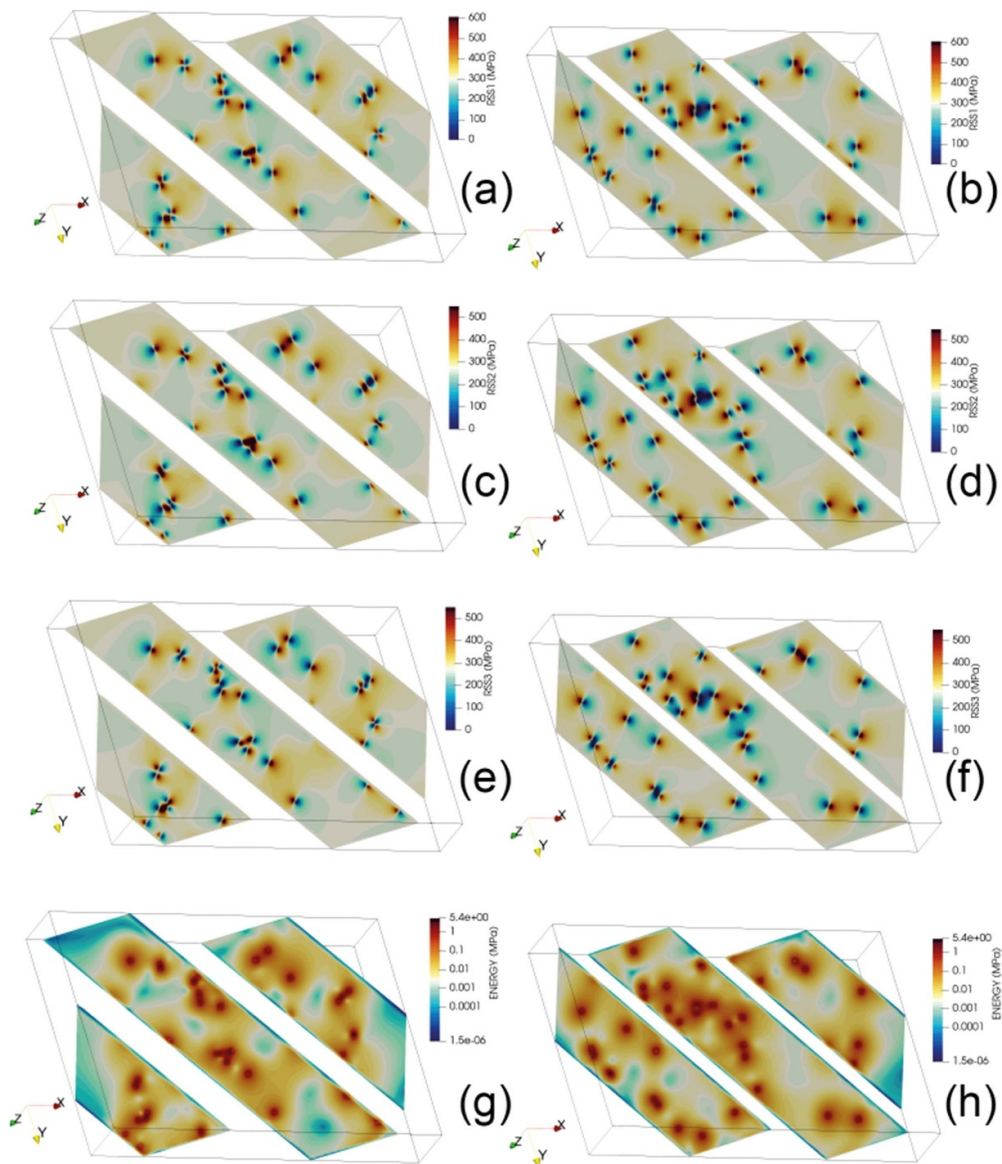 600
500
400
300
200
100
0
RSS1 (MPa)
Z
X
Y
(a)
600
500
400
300
200
100
0
RSS1 (MPa)
Z
X
Y
(b)
500
400
300
200
100
0
RSS2 (MPa)
Z
X
Y
(c)
500
400
300
200
100
0
RSS2 (MPa)
Z
X
Y
(d)
500
400
300
200
100
0
RSS3 (MPa)
Z
X
Y
(e)
500
400
300
200
100
0
RSS3 (MPa)
Z
X
Y
(f)
5.4e+00
1
0.1
0.01
0.0001
1.5e-06
ENERGY (MPa)
Z
X
Y
(g)
5.4e+00
1
0.1
0.01
0.0001
1.5e-06
ENERGY (MPa)
Z
X
Y
(h)